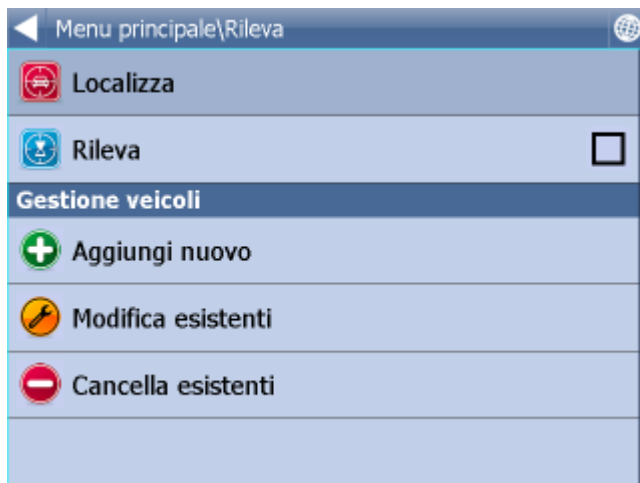 Menu principale\Rileva
Localizza
Rileva
Gestione veicoli
Aggiungi nuovo
Modifica esistenti
Cancella esistenti